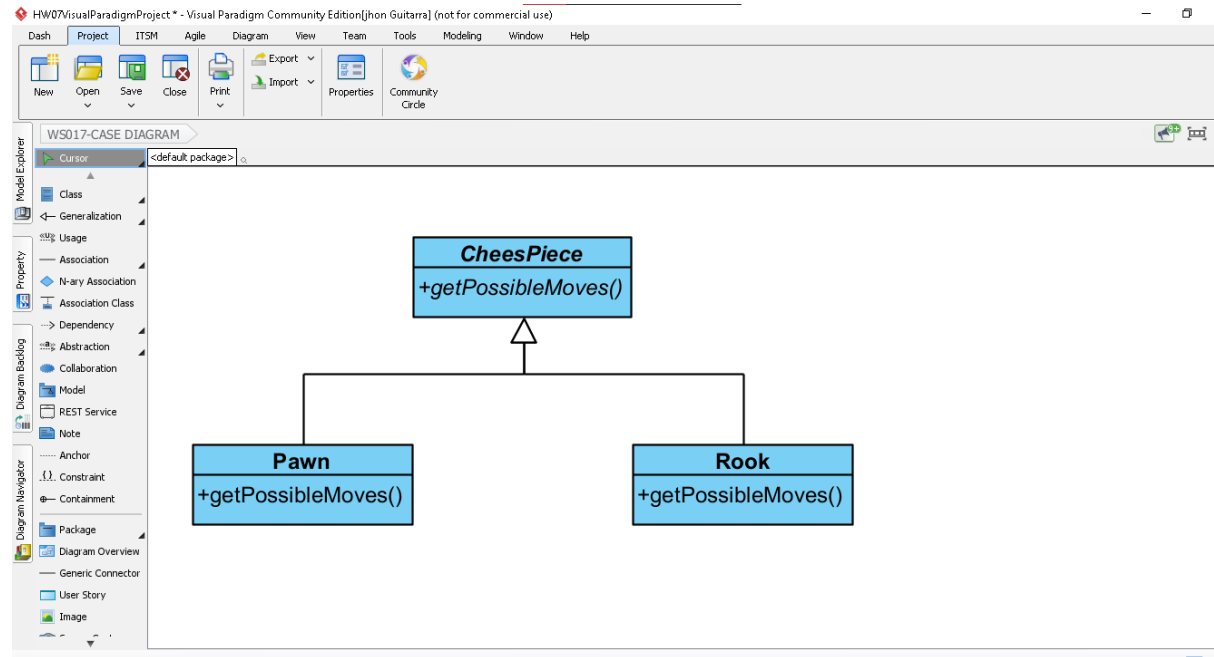 HW07VisualParadigmProject * - Visual Paradigm Community Edition[jhon Guitarra] (not for commercial use)
Dash Project ITSM Agile Diagram View Team Tools Modeling Window Help
New Open Save Close Print Export Import Properties Community Circle
WS017-CASE DIAGRAM
9+
Cursor
<default package>
Class
Generalization
Usage
Association
N-ary Association
Association Class
Dependency
Abstraction
Collaboration
Model
REST Service
Note
Anchor
Constraint
Containment
Package
Diagram Overview
Generic Connector
User Story
Image
Model Explorer
Property
Diagram Backlog
Diagram Navigator
CheesPiece
+getPossibleMoves()
Pawn
+getPossibleMoves()
Rook
+getPossibleMoves()